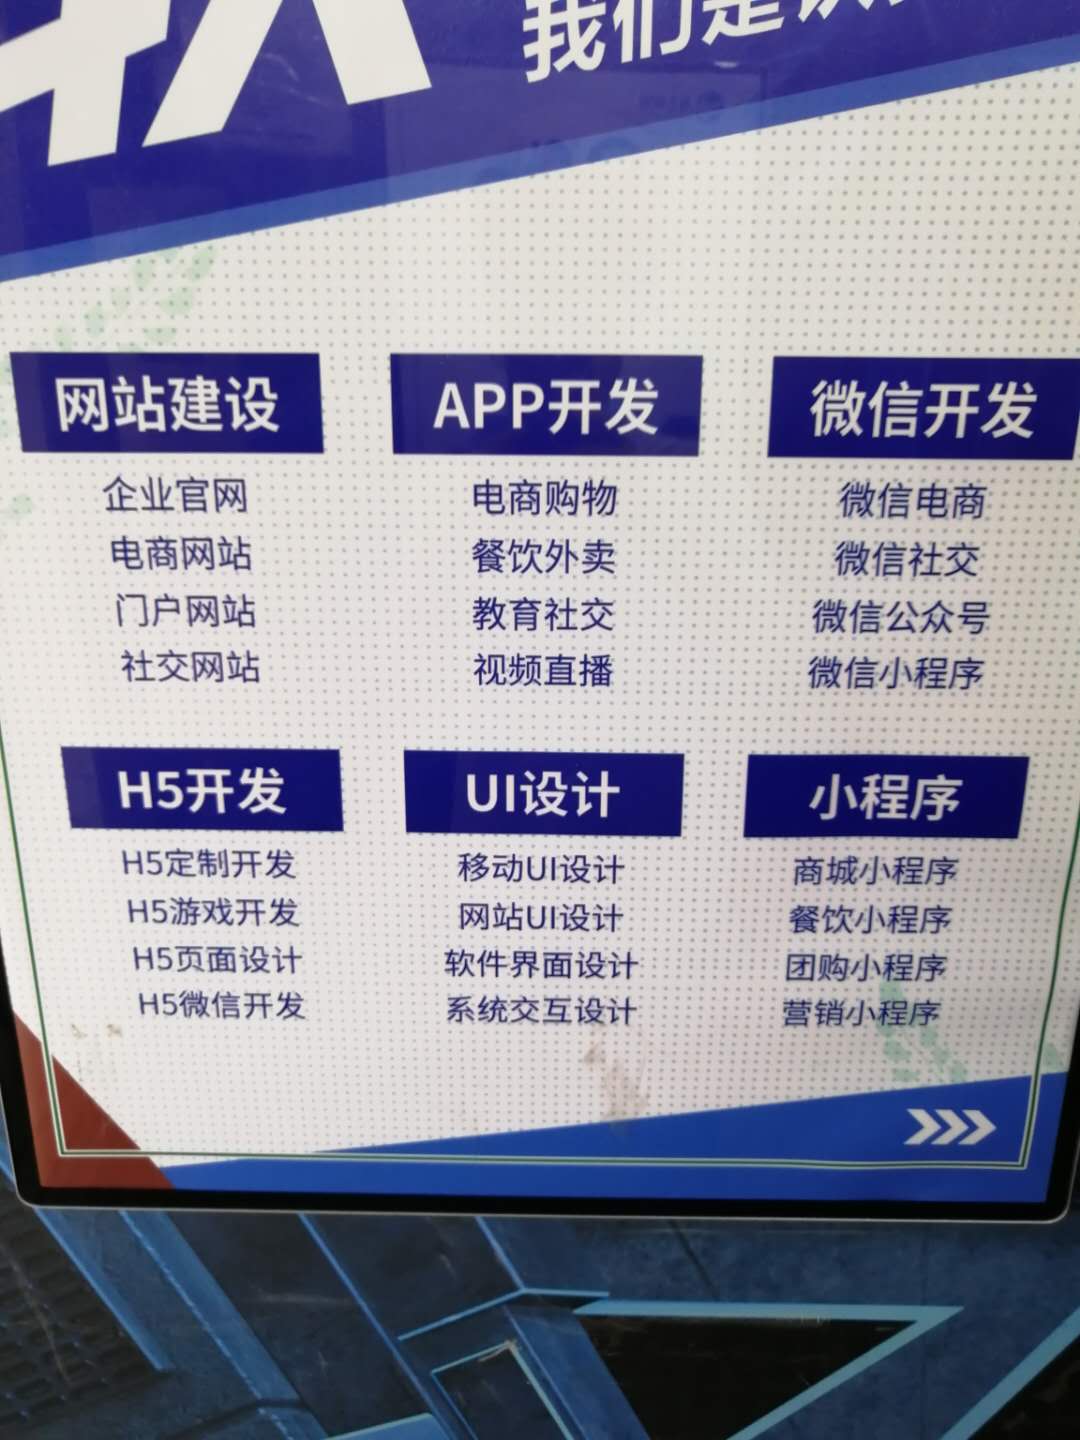 我们是
网站建设
企业官网
电商网站
门户网站
社交网站
APP开发
电商购物
餐饮外卖
教育社交
视频直播
微信开发
微信电商
微信社交
微信公众号
微信小程序
H5开发
H5定制开发
H5游戏开发
H5页面设计
H5微信开发
UI设计
移动UI设计
网站UI设计
软件界面设计
系统交互设计
小程序
商城小程序
餐饮小程序
团购小程序
营销小程序